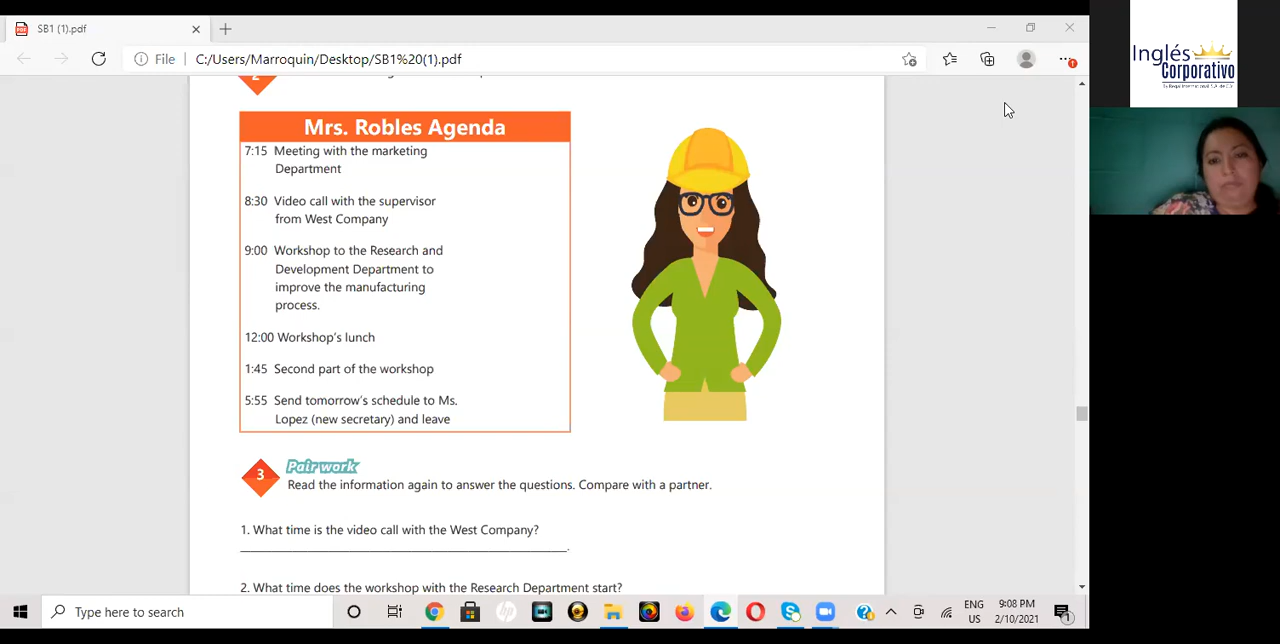 SB1 (1).pdf
File
C:/Users/Marroquin/Desktop/SB1%20(1).pdf
Inglés
Corporativo
2
Mrs. Robles Agenda
7:15 Meeting with the marketing
Department
8:30 Video call with the supervisor
from West Company
9:00 Workshop to the Research and
Development Department to
improve the manufacturing
process.
12:00 Workshop's lunch
1:45 Second part of the workshop
5:55 Send tomorrow's schedule to Ms.
Lopez (new secretary) and leave
3
Pair work
Read the information again to answer the questions. Compare with a partner.
1. What time is the video call with the West Company?
2. What time does the workshop with the Research Department start?
Type here to search
ENG
US
9:08 PM
2/10/2021
1